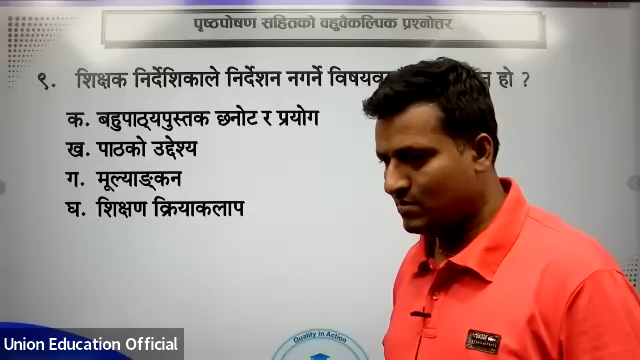 पृष्ठपोषण सहितको वहुवैकल्पिक प्रश्नोत्तर
९. शिक्षक निर्देशिकाले निर्देशन नगर्ने विषयव हो ?
क. बहुपाठ्यपुस्तक छनोट र प्रयोग
ख. पाठको उद्देश्य
ग. मूल्याङ्कन
घ. शिक्षण क्रियाकलाप
Quality in Action
Union Education Official